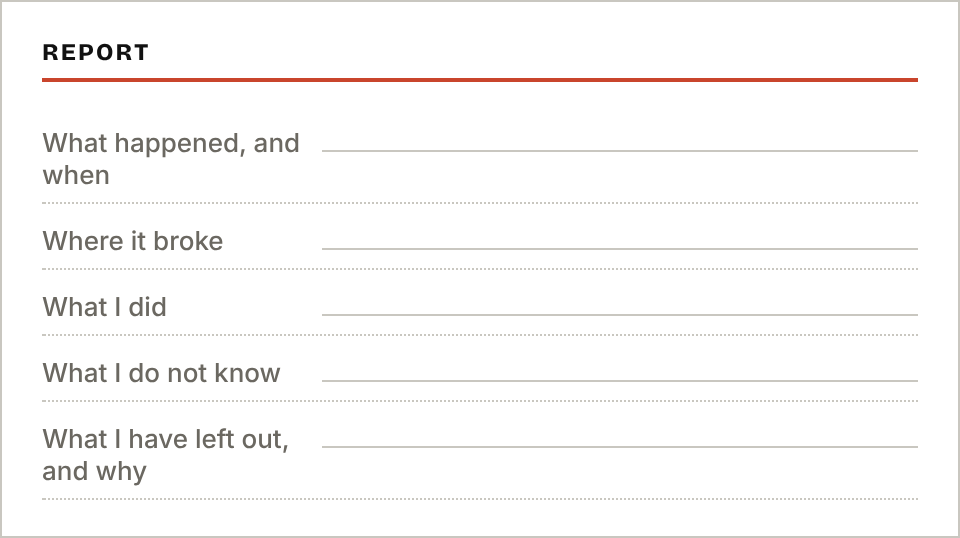 REPORT
What happened, and
when
Where it broke
What I did
What I do not know
What I have left out,
and why